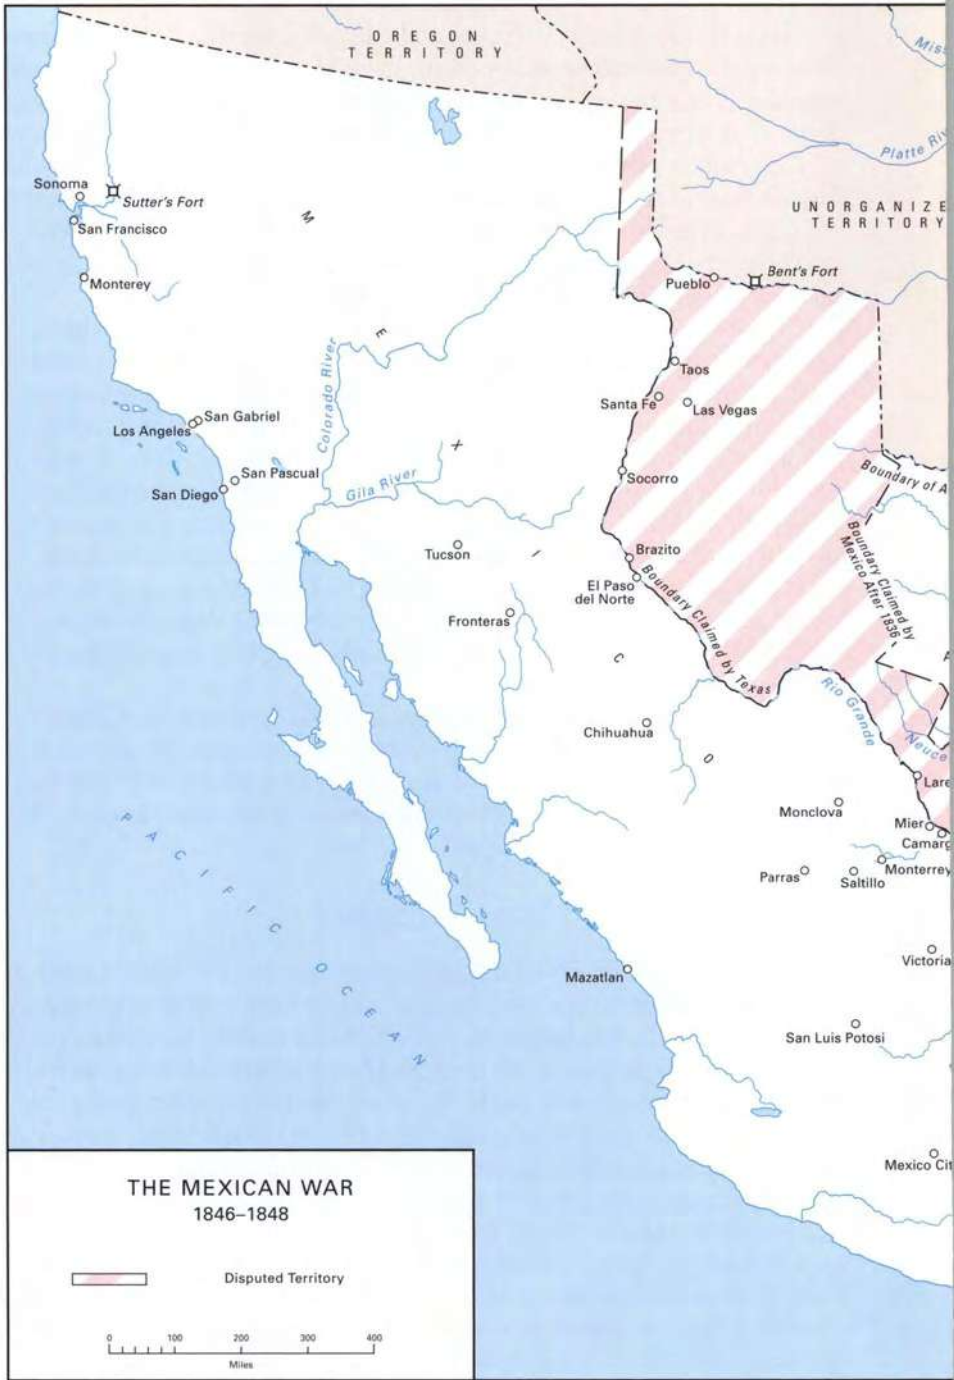 OREGON
TERRITORY
Miss
Platte Riv
UNORGANIZE
TERRITORY
Sonoma
Sutter's Fort
San Francisco
Monterey
MEXICO
Pueblo
Bent's Fort
Taos
Santa Fe
Las Vegas
Colorado River
San Gabriel
Los Angeles
San Pascual
San Diego
Gila River
Socorro
Boundary of A
Boundary Claimed by
Mexico After 1836
Tucson
Brazito
El Paso
del Norte
Boundary Claimed by Texas
Fronteras
A
Rio Grande
Neuce
Chihuahua
Lare
Monclova
Mier
Camarg
Monterrey
Parras
Saltillo
PACIFIC OCEAN
Victoria
Mazatlan
San Luis Potosi
Mexico Cit
THE MEXICAN WAR
1846–1848
Disputed Territory
0 100 200 300 400
Miles